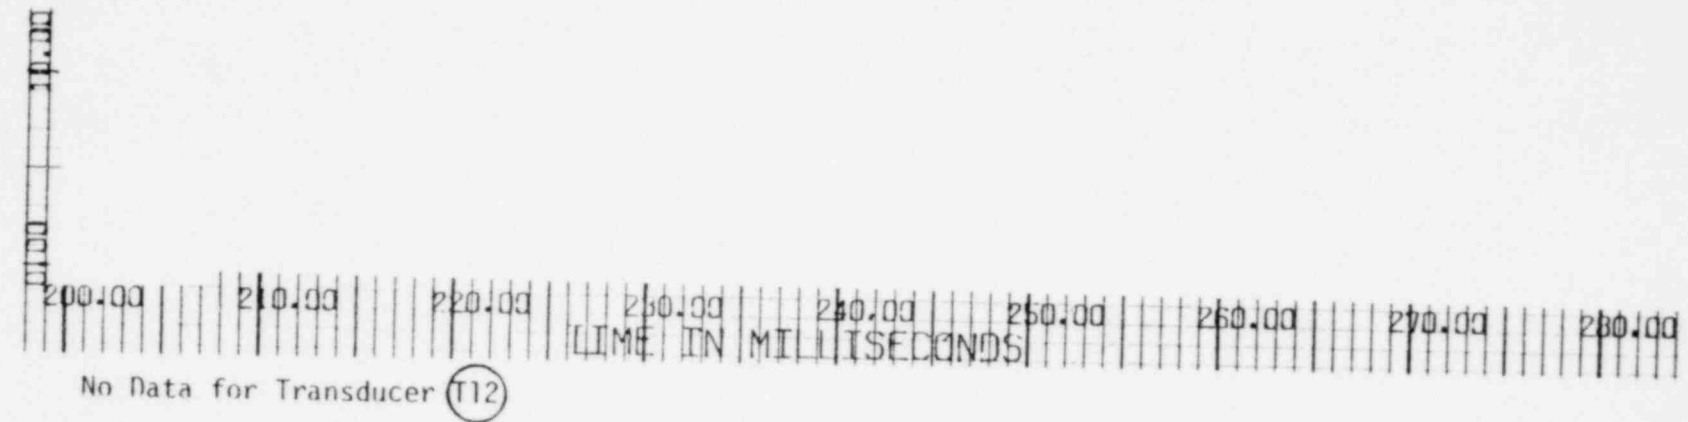 200.00 210.00 220.00 230.00 240.00 250.00 260.00 270.00 280.00
TIME IN MILLISECONDS
No Data for Transducer T12